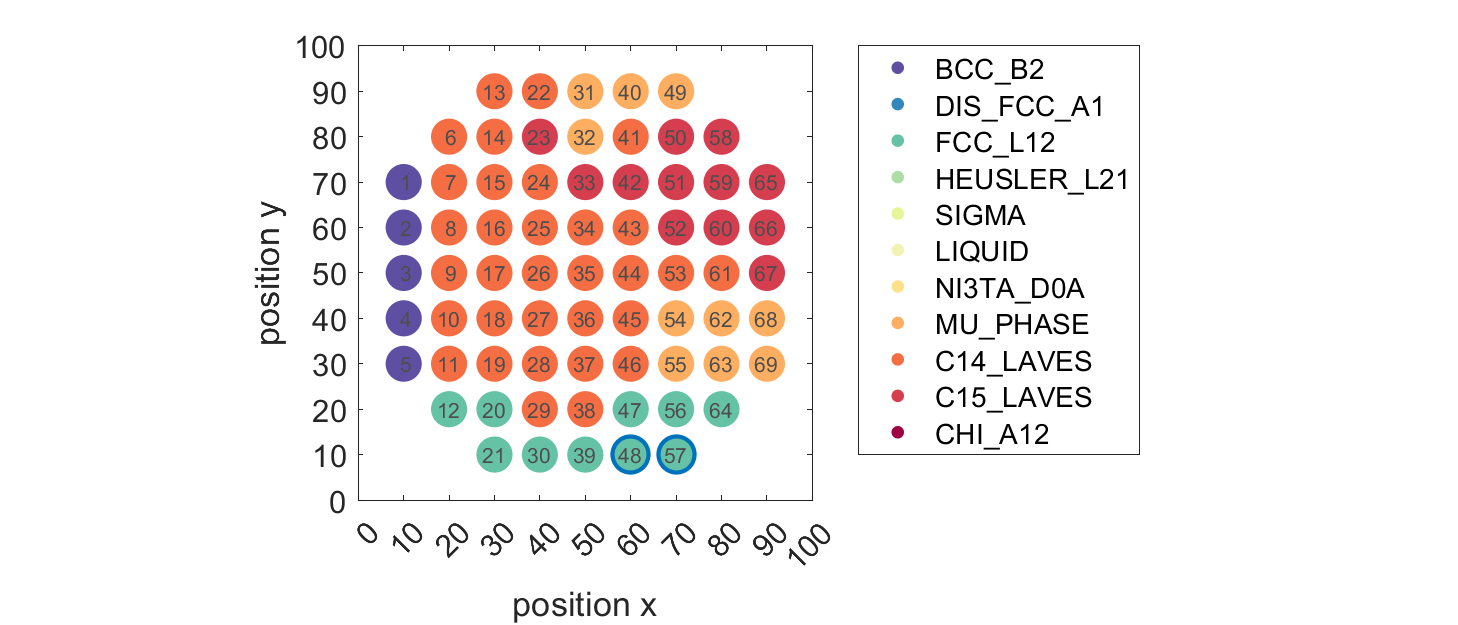 100
90
80
70
60
50
40
30
20
10
0
position y
13 22 31 40 49
6 14 23 32 41 50 58
1 7 15 24 33 42 51 59 65
2 8 16 25 34 43 52 60 66
3 9 17 26 35 44 53 61 67
4 10 18 27 36 45 54 62 68
5 11 19 28 37 46 55 63 69
12 20 29 38 47 56 64
21 30 39 48 57
0 10 20 30 40 50 60 70 80 90 100
position x
BCC_B2
DIS_FCC_A1
FCC_L12
HEUSLER_L21
SIGMA
LIQUID
NI3TA_D0A
MU_PHASE
C14_LAVES
C15_LAVES
CHI_A12